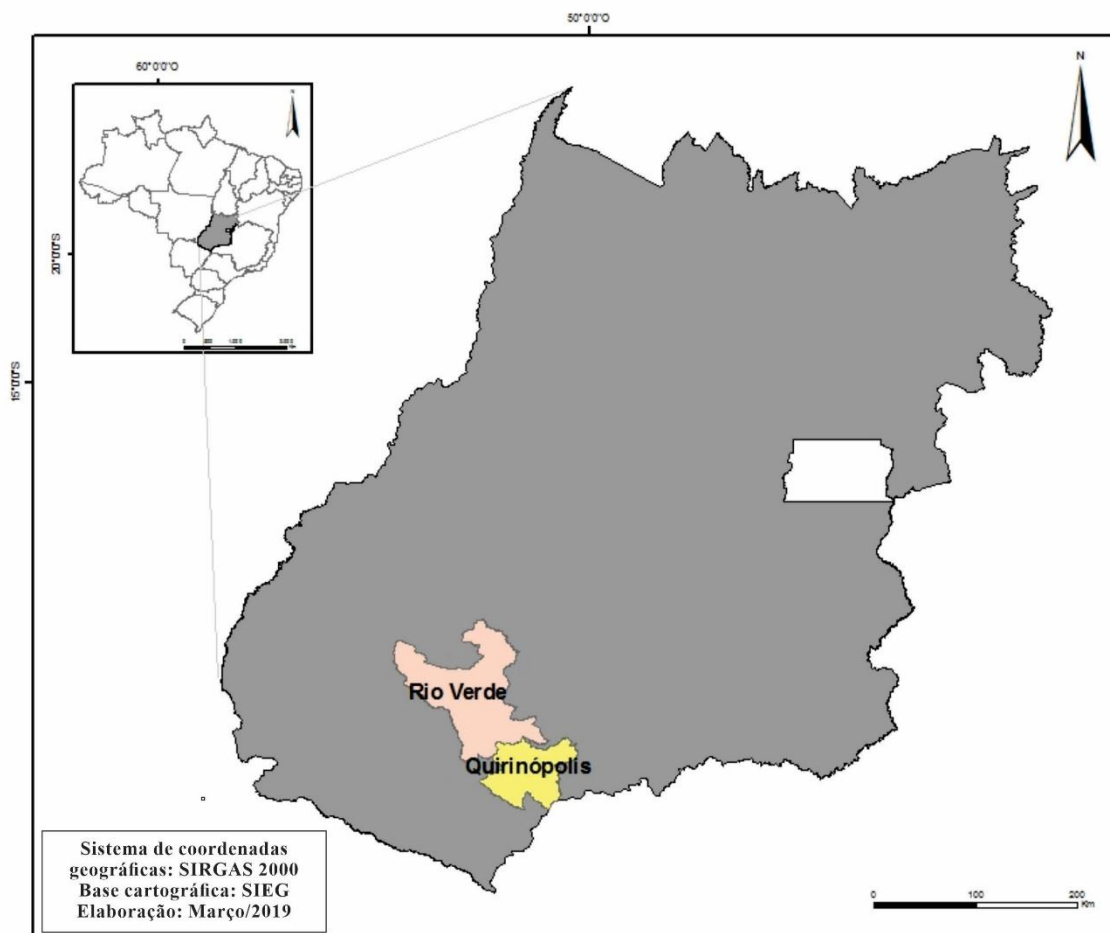 50°0'0"O
60°0'0"O
N
N
20°0'0"S
15°0'0"S
Rio Verde
Quirinópolis
Sistema de coordenadas
geográficas: SIRGAS 2000
Base cartográfica: SIEG
Elaboração: Março/2019
0 100 200
Km